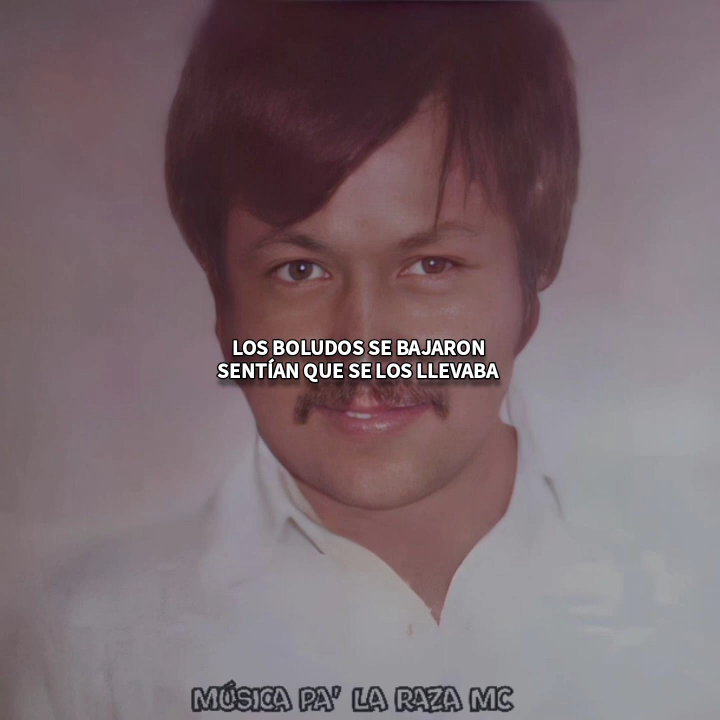 LOS BOLUDOS SE BAJARON
SENTÍAN QUE SE LOS LLEVABA
MÚSICA PA' LA RAZA MC